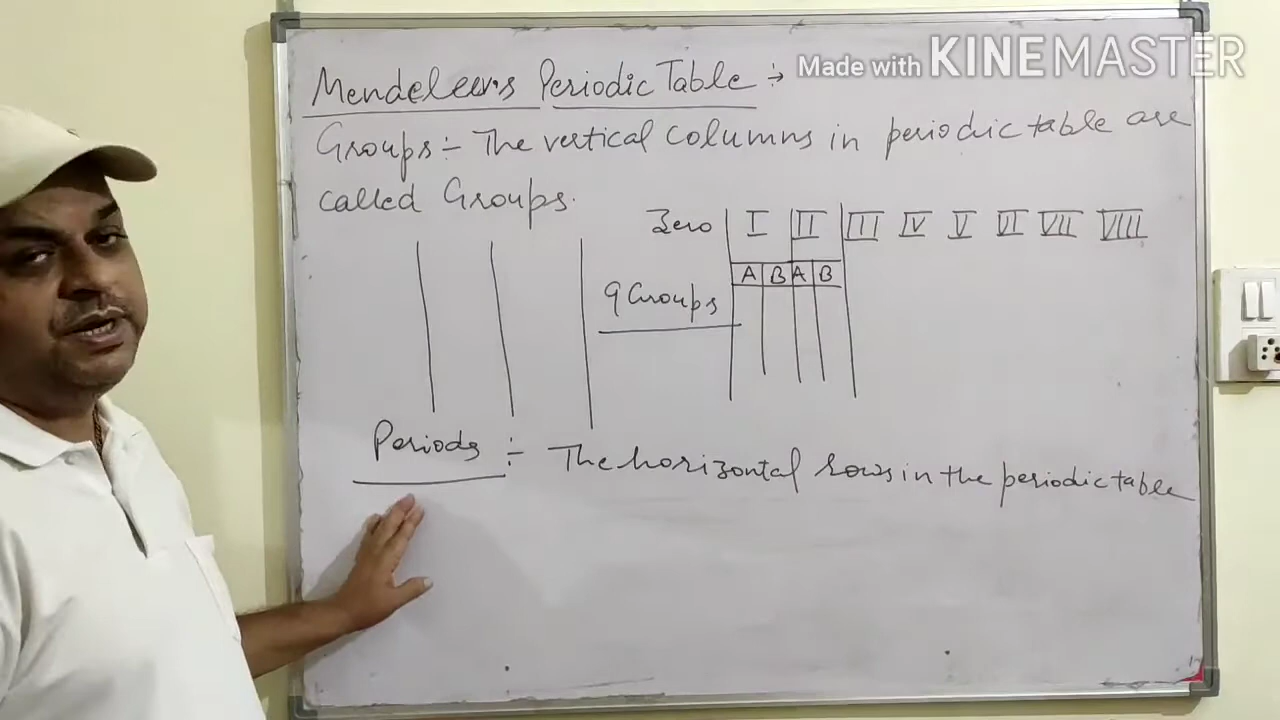 Made with KINEMASTER
Mendeleev's Periodic Table :-
Groups :- The vertical columns in periodic table are
called Groups.
Zero I II III IV V VI VII VIII
A B A B
9 Groups
Periods :- The horizontal rows in the periodic table